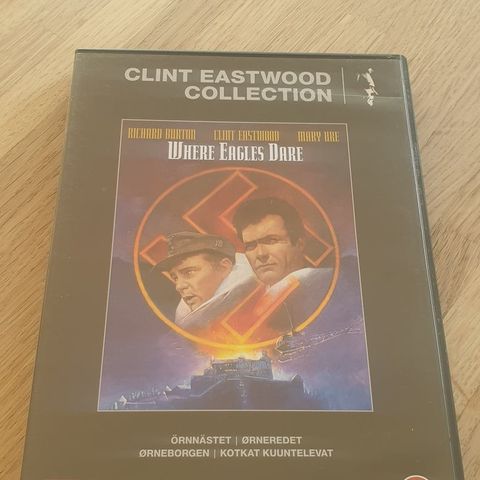 CLINT EASTWOOD
COLLECTION
RICHARD BURTON CLINT EASTWOOD MARY URE
WHERE EAGLES DARE
ÖRNNÄSTET | ØRNEREDET
ØRNEBORGEN | KOTKAT KUUNTELEVAT